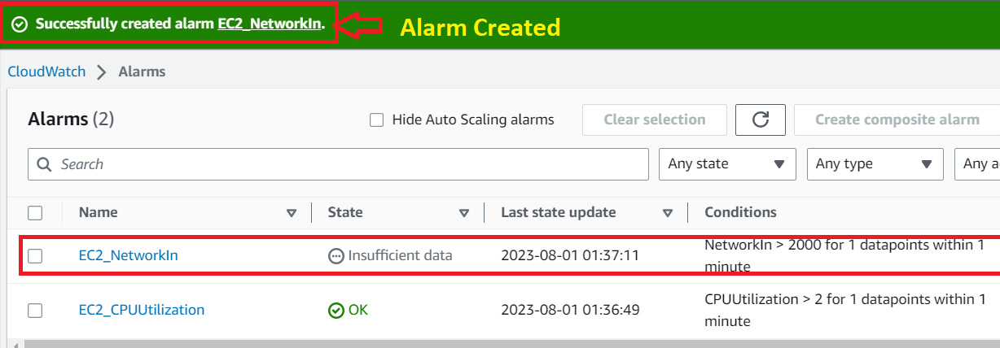 Successfully created alarm EC2_NetworkIn.
Alarm Created
CloudWatch > Alarms
Alarms (2)
Hide Auto Scaling alarms
Clear selection
Create composite alarm
Search
Any state
Any type
Any a
Name
State
Last state update
Conditions
EC2_NetworkIn
Insufficient data
2023-08-01 01:37:11
NetworkIn > 2000 for 1 datapoints within 1
minute
EC2_CPUUtilization
OK
2023-08-01 01:36:49
CPUUtilization > 2 for 1 datapoints within 1
minute